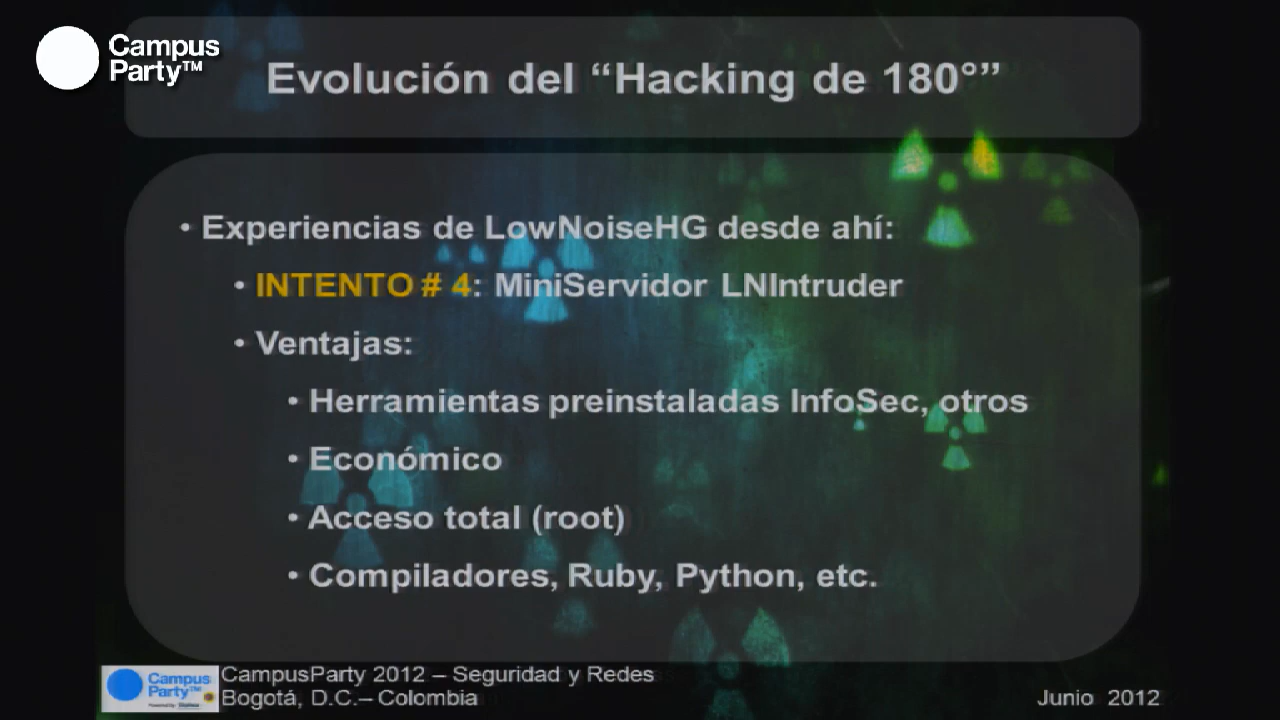 Campus
Party™
Evolución del “Hacking de 180°”
• Experiencias de LowNoiseHG desde ahí:
• INTENTO # 4: MiniServidor LNIntruder
• Ventajas:
• Herramientas preinstaladas InfoSec, otros
• Económico
• Acceso total (root)
• Compiladores, Ruby, Python, etc.
Campus
Party™
CampusParty 2012 – Seguridad y Redes
Bogotá, D.C.– Colombia
Junio 2012